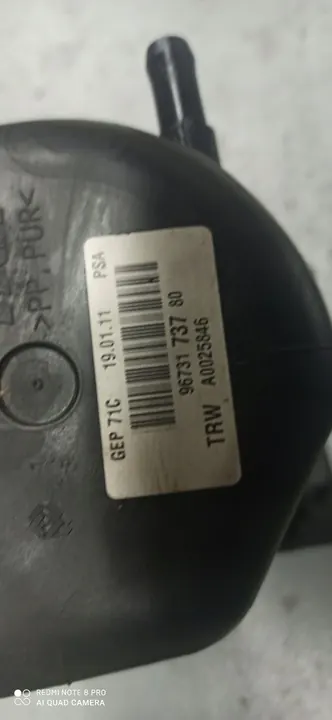 >PP,PUR<
GEP 71C 19.01.11 PSA
96731 737 80
TRW A0025846
REDMI NOTE 8 PRO
AI QUAD CAMERA